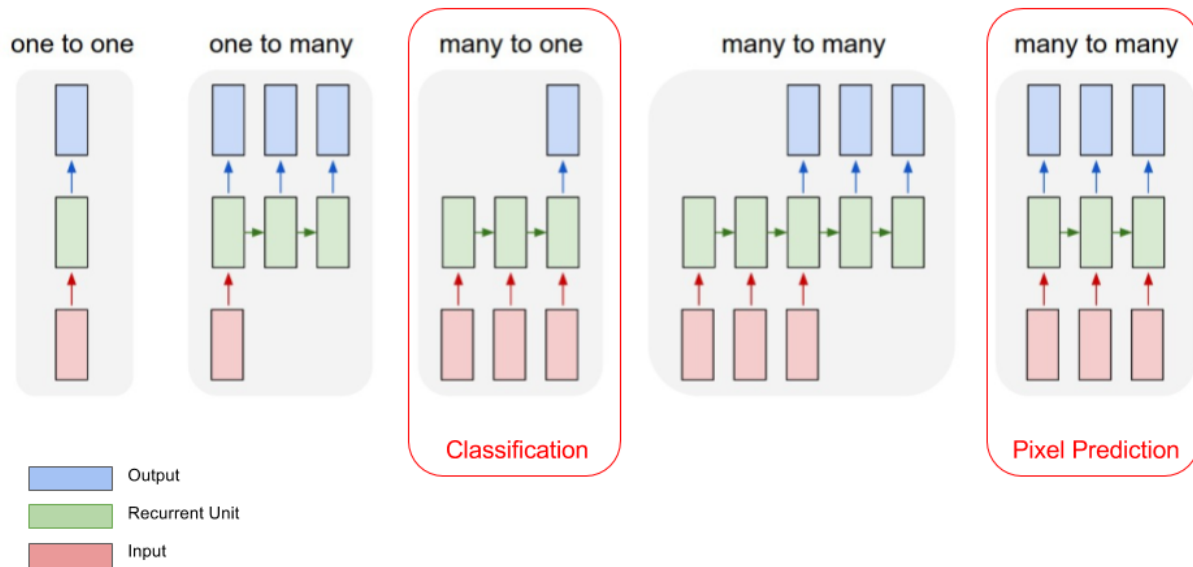 one to one
one to many
many to one
many to many
many to many
Classification
Pixel Prediction
Output
Recurrent Unit
Input